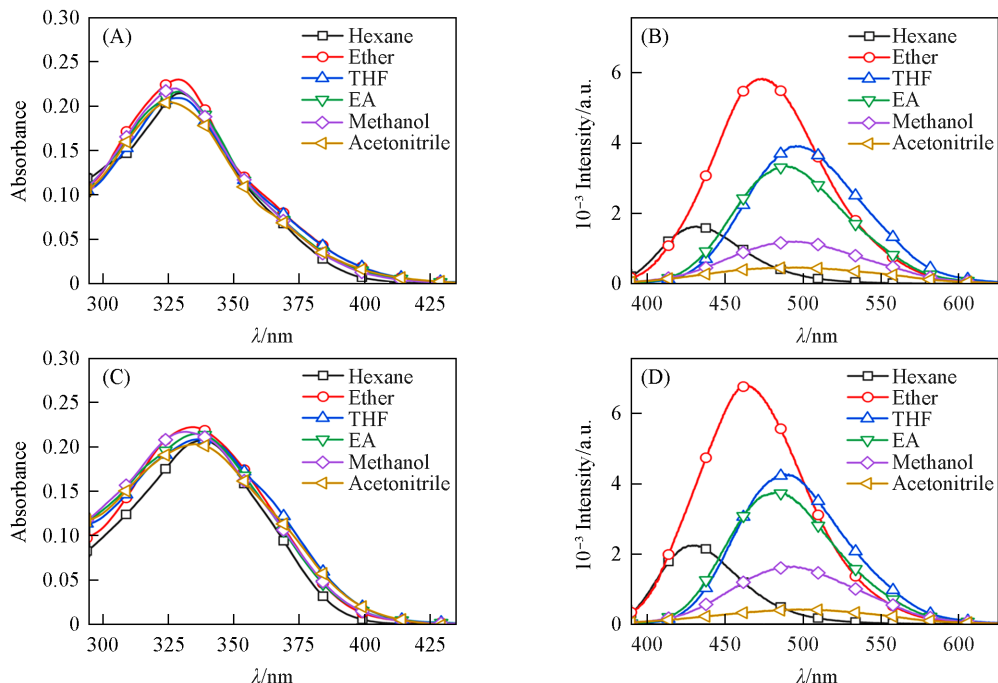 (A)
0.30
0.25
0.20
0.15
0.10
0.05
0
Absorbance
300 325 350 375 400 425
λ/nm
Hexane
Ether
THF
EA
Methanol
Acetonitrile
(B)
6
4
2
0
10⁻³ Intensity/a.u.
400 450 500 550 600
λ/nm
Hexane
Ether
THF
EA
Methanol
Acetonitrile
(C)
0.30
0.25
0.20
0.15
0.10
0.05
0
Absorbance
300 325 350 375 400 425
λ/nm
Hexane
Ether
THF
EA
Methanol
Acetonitrile
(D)
6
4
2
0
10⁻³ Intensity/a.u.
400 450 500 550 600
λ/nm
Hexane
Ether
THF
EA
Methanol
Acetonitrile